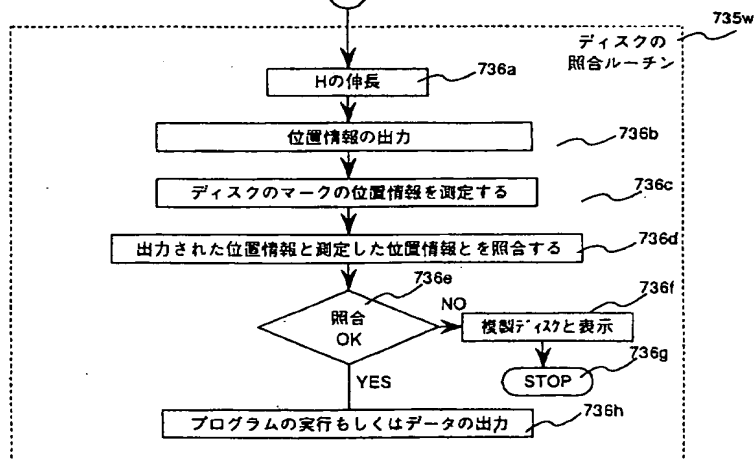 735w
ディスクの
照合ルーチン
Hの伸長
736a
位置情報の出力
736b
ディスクのマークの位置情報を測定する
736c
出力された位置情報と測定した位置情報とを照合する
736d
736e
照合
OK
NO
736f
複製ディスクと表示
736g
STOP
YES
736h
プログラムの実行もしくはデータの出力